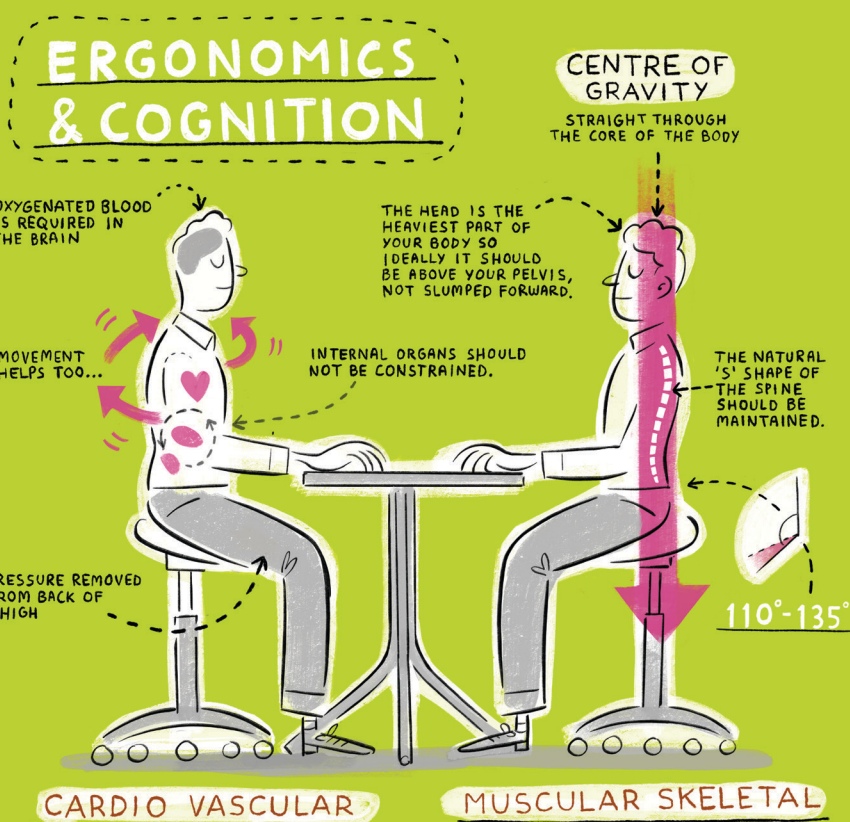 ERGONOMICS
& COGNITION
CENTRE OF
GRAVITY
STRAIGHT THROUGH
THE CORE OF THE BODY
OXYGENATED BLOOD
S REQUIRED IN
HE BRAIN
THE HEAD IS THE
HEAVIEST PART OF
YOUR BODY SO
IDEALLY IT SHOULD
BE ABOVE YOUR PELVIS,
NOT SLUMPED FORWARD.
MOVEMENT
HELPS TOO...
INTERNAL ORGANS SHOULD
NOT BE CONSTRAINED.
THE NATURAL
'S' SHAPE OF
THE SPINE
SHOULD BE
MAINTAINED.
RESSURE REMOVED
ROM BACK OF
HIGH
110°-135°
CARDIO VASCULAR
MUSCULAR SKELETAL